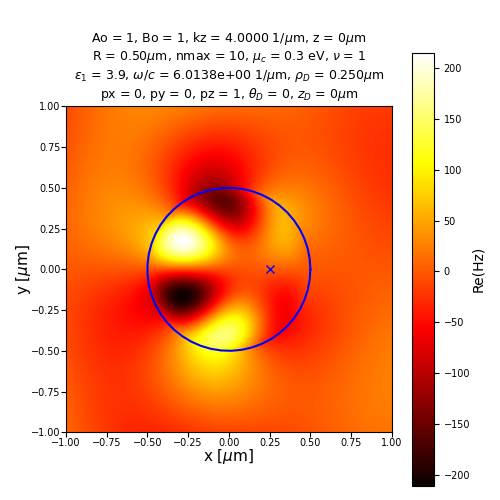 Ao = 1, Bo = 1, kz = 4.0000 1/μm, z = 0μm
R = 0.50μm, nmax = 10, μc = 0.3 eV, ν = 1
ε1 = 3.9, ω/c = 6.0138e+00 1/μm, ρD = 0.250μm
px = 0, py = 0, pz = 1, θD = 0, zD = 0μm
1.00
0.75
0.50
0.25
0.00
−0.25
−0.50
−0.75
−1.00
y [μm]
−1.00 −0.75 −0.50 −0.25 0.00 0.25 0.50 0.75 1.00
x [μm]
200
150
100
50
0
−50
−100
−150
−200
Re(Hz)